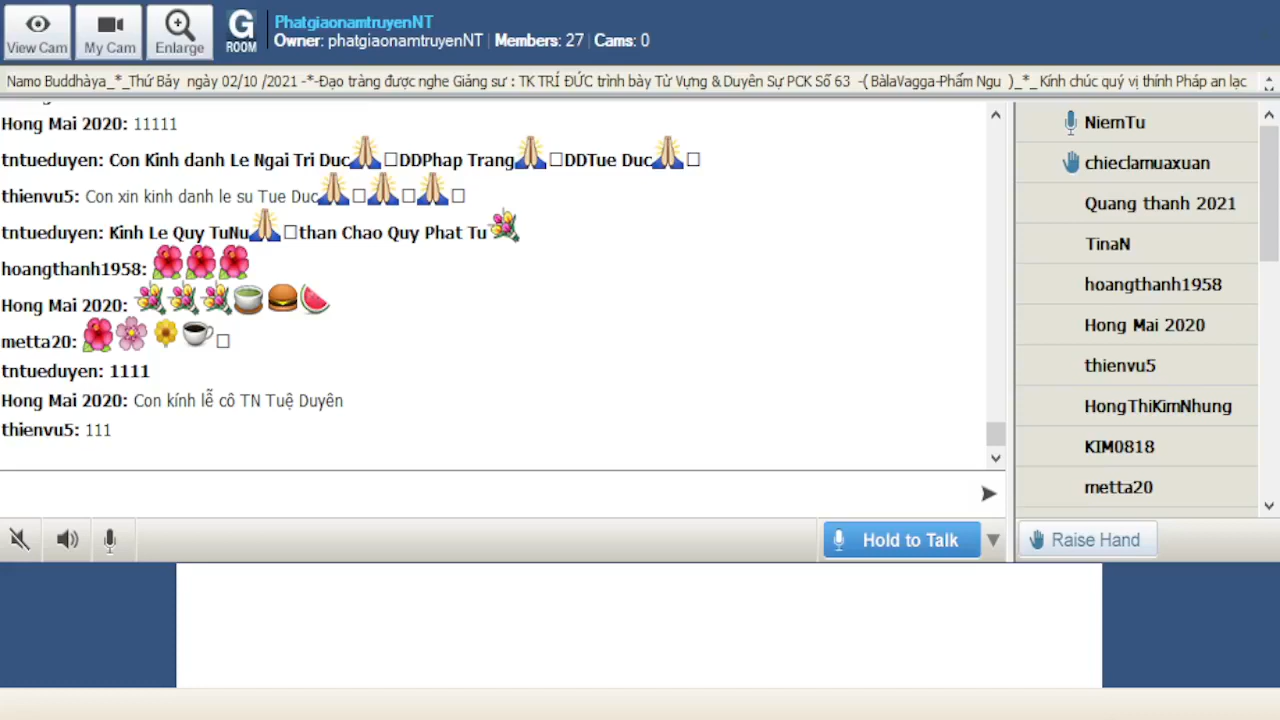 View Cam
My Cam
Enlarge
G
ROOM
PhatgiaonamtruyenNT
Owner: phatgiaonamtruyenNT | Members: 27 | Cams: 0
Namo Buddhàya_*_Thứ Bảy ngày 02/10 /2021 -*-Đạo tràng được nghe Giảng sư : TK TRÍ ĐỨC trình bày Từ Vựng & Duyên Sự PCK Số 63 -( BàlaVagga-Phẩm Ngu )_*_ Kính chúc quý vị thính Pháp an lạc
Hong Mai 2020: 11111
tntueduyen: Con Kinh danh Le Ngai Tri Duc🙏DDPhap Trang🙏DDTue Duc🙏
thienvu5: Con xin kinh danh le su Tue Duc🙏🙏🙏
tntueduyen: Kinh Le Quy TuNu🙏than Chao Quy Phat Tu💐
hoangthanh1958: 🌺🌺🌺
Hong Mai 2020: 💐💐💐🍵🍔🍉
metta20: 🌺🌸🌼☕
tntueduyen: 1111
Hong Mai 2020: Con kính lễ cô TN Tuệ Duyên
thienvu5: 111
Hold to Talk
NiemTu
chieclamuaxuan
Quang thanh 2021
TinaN
hoangthanh1958
Hong Mai 2020
thienvu5
HongThiKimNhung
KIM0818
metta20
Raise Hand